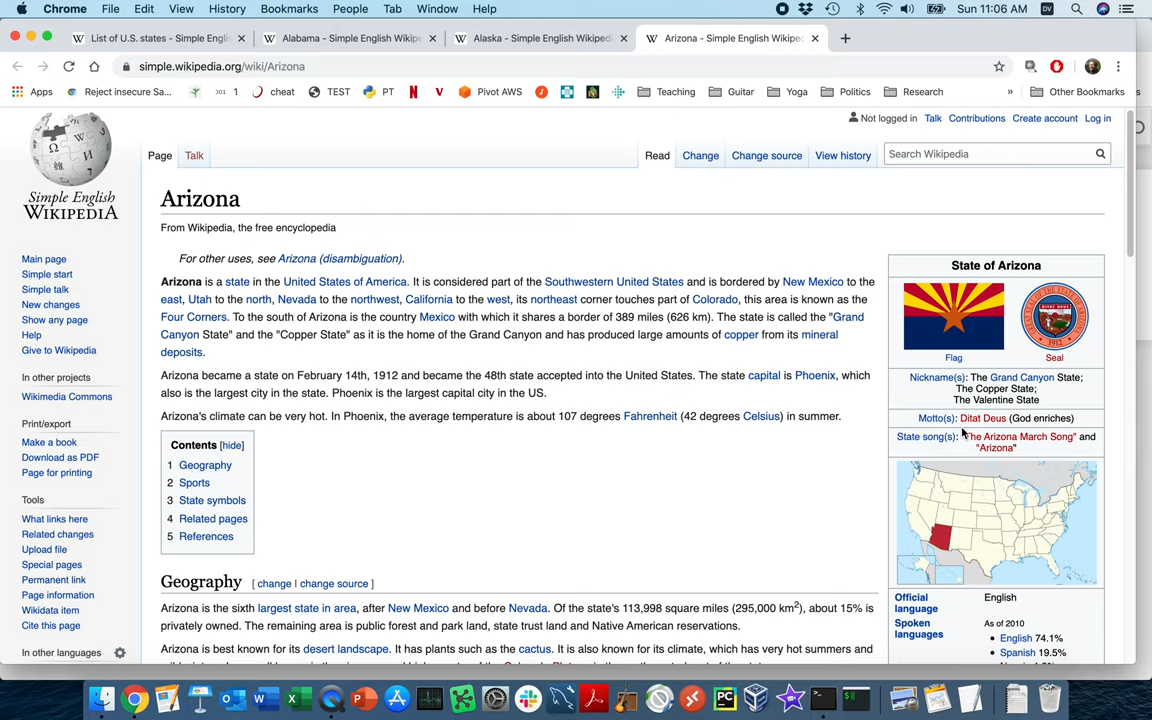 Chrome File Edit View History Bookmarks People Tab Window Help Sun 11:06 AM
List of U.S. states - Simple Englis Alabama - Simple English Wikipe Alaska - Simple English Wikipedi Arizona - Simple English Wikiped
simple.wikipedia.org/wiki/Arizona
Apps Reject insecure Sa... 301 1 cheat TEST PT Pivot AWS Teaching Guitar Yoga Politics Research » Other Bookmarks
Not logged in Talk Contributions Create account Log in
Page Talk Read Change Change source View history Search Wikipedia
Simple English
WIKIPEDIA
Main page
Simple start
Simple talk
New changes
Show any page
Help
Give to Wikipedia
In other projects
Wikimedia Commons
Print/export
Make a book
Download as PDF
Page for printing
Tools
What links here
Related changes
Upload file
Special pages
Permanent link
Page information
Wikidata item
Cite this page
In other languages
Arizona
From Wikipedia, the free encyclopedia
For other uses, see Arizona (disambiguation).
Arizona is a state in the United States of America. It is considered part of the Southwestern United States and is bordered by New Mexico to the
east, Utah to the north, Nevada to the northwest, California to the west, its northeast corner touches part of Colorado, this area is known as the
Four Corners. To the south of Arizona is the country Mexico with which it shares a border of 389 miles (626 km). The state is called the "Grand
Canyon State" and the "Copper State" as it is the home of the Grand Canyon and has produced large amounts of copper from its mineral
deposits.
Arizona became a state on February 14th, 1912 and became the 48th state accepted into the United States. The state capital is Phoenix, which
also is the largest city in the state. Phoenix is the largest capital city in the US.
Arizona's climate can be very hot. In Phoenix, the average temperature is about 107 degrees Fahrenheit (42 degrees Celsius) in summer.
Contents [hide]
1 Geography
2 Sports
3 State symbols
4 Related pages
5 References
Geography [ change | change source ]
Arizona is the sixth largest state in area, after New Mexico and before Nevada. Of the state's 113,998 square miles (295,000 km2), about 15% is
privately owned. The remaining area is public forest and park land, state trust land and Native American reservations.
Arizona is best known for its desert landscape. It has plants such as the cactus. It is also known for its climate, which has very hot summers and
State of Arizona
Flag Seal
Nickname(s): The Grand Canyon State;
The Copper State;
The Valentine State
Motto(s): Ditat Deus (God enriches)
State song(s): "The Arizona March Song" and
"Arizona"
Official language English
Spoken languages As of 2010
• English 74.1%
• Spanish 19.5%